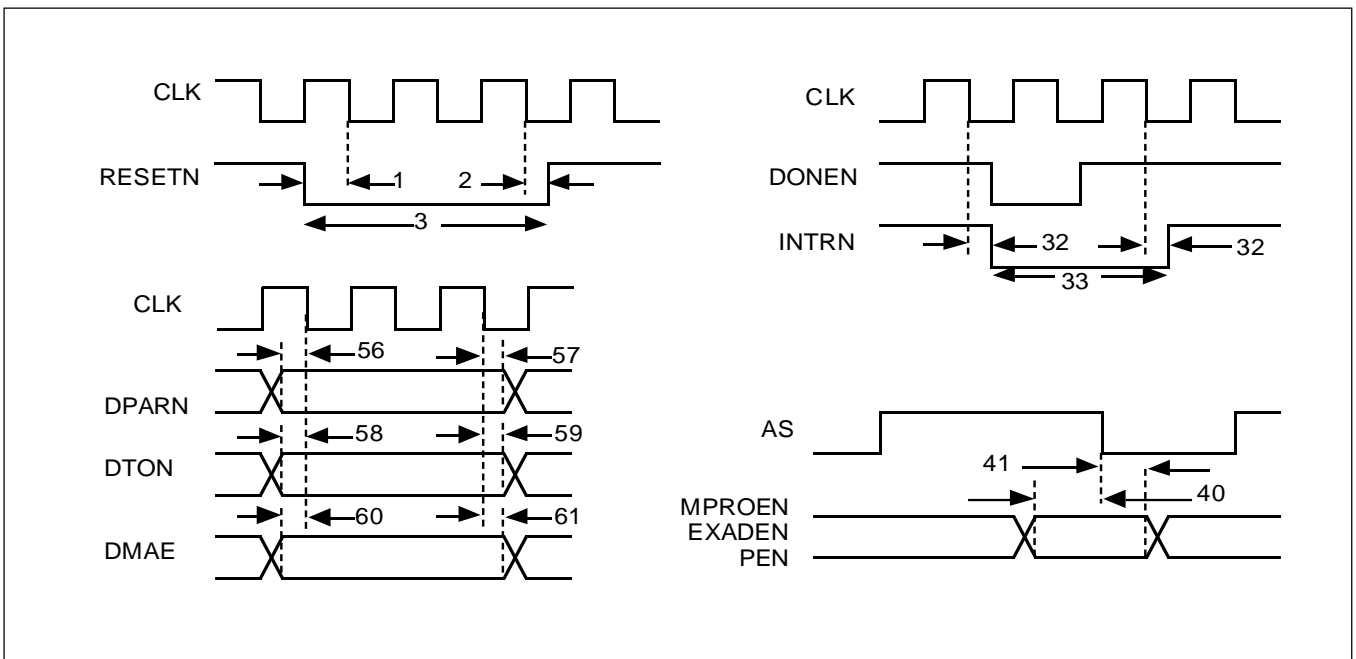 CLK
RESETN
1
2
3
CLK
56
57
DPARN
58
59
DTON
60
61
DMAE
CLK
DONEN
INTRN
32
32
33
AS
41
40
MPROEN
EXADEN
PEN